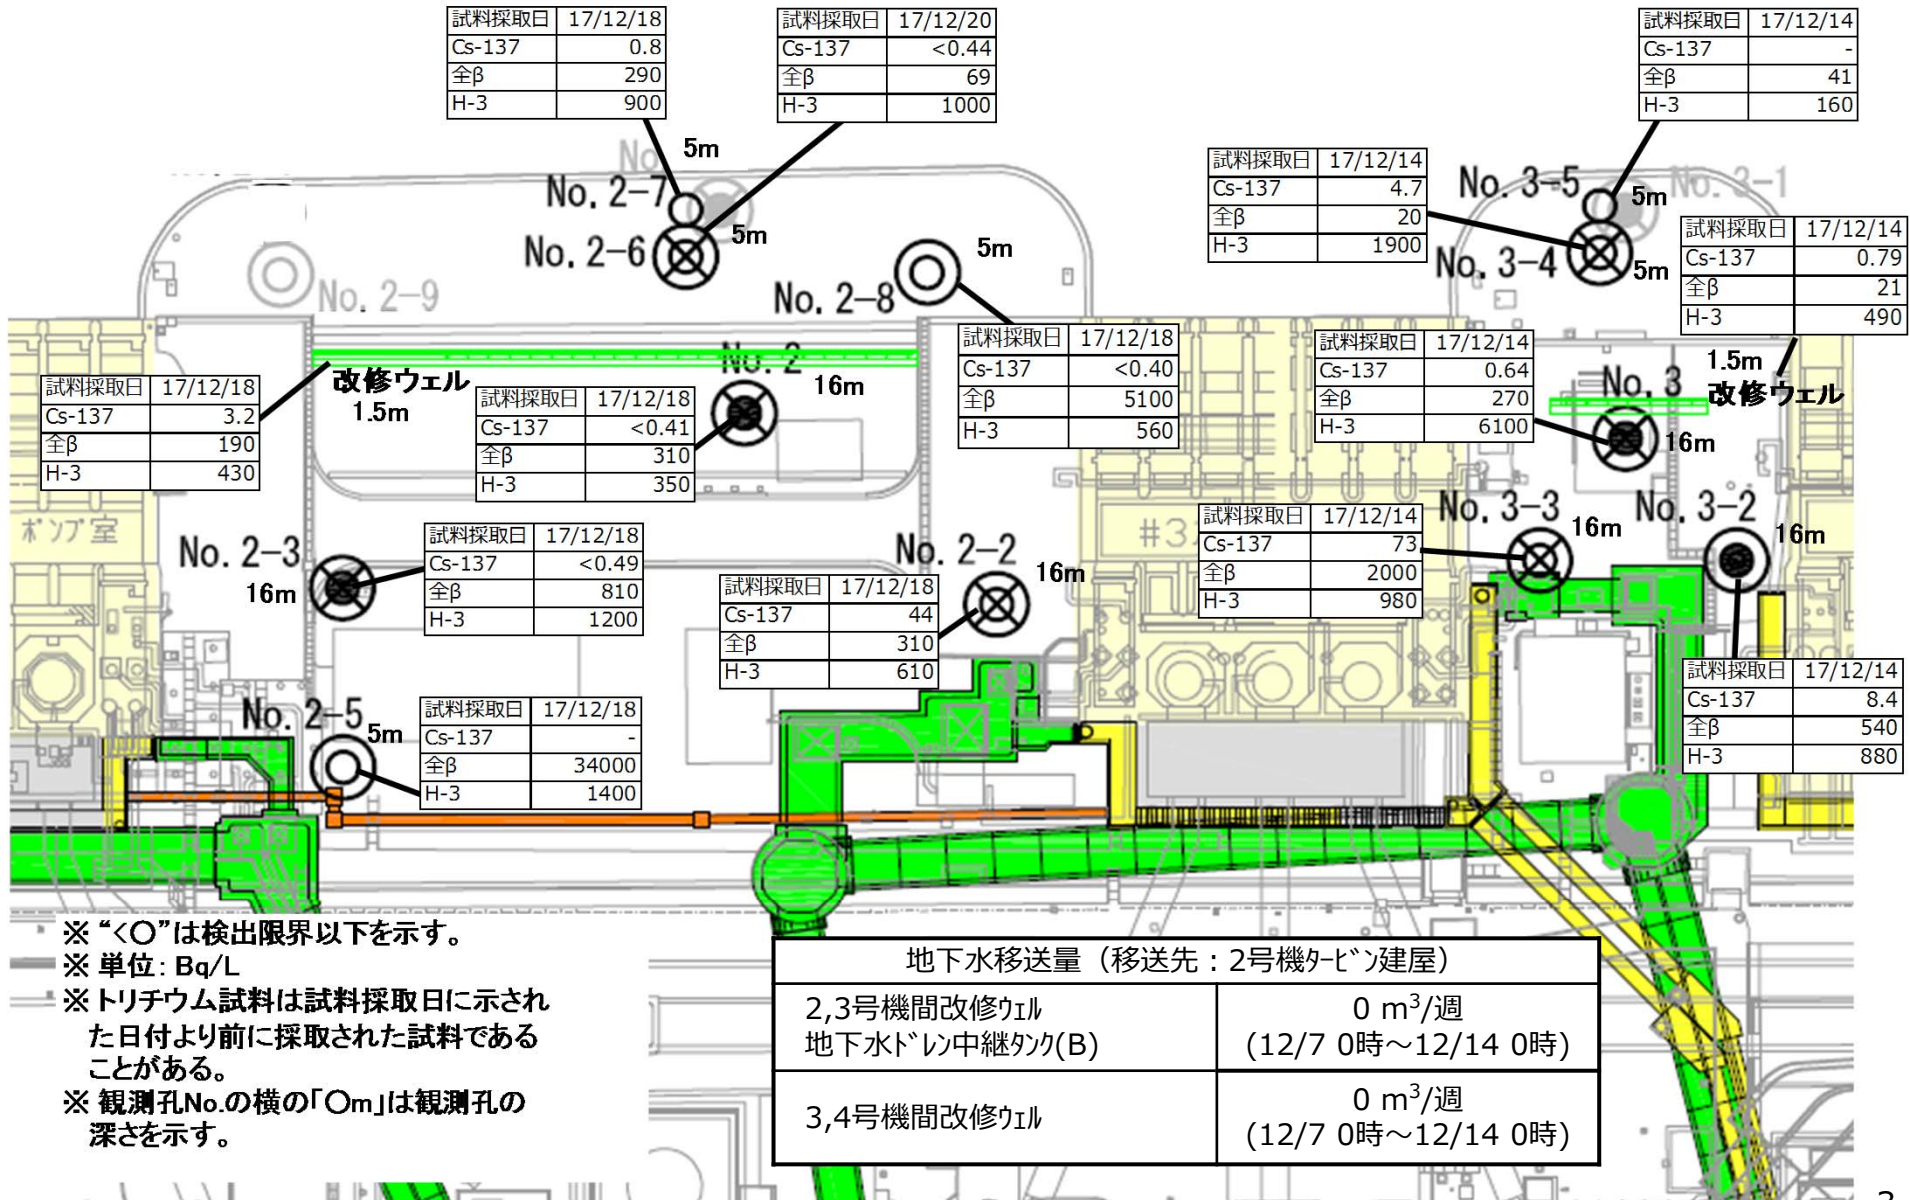 試料採取日 17/12/18
Cs-137 0.8
全β 290
H-3 900
試料採取日 17/12/20
Cs-137 <0.44
全β 69
H-3 1000
試料採取日 17/12/14
Cs-137 -
全β 41
H-3 160
No
5m
No. 2-7
No. 2-6
5m
5m
No. 2-8
No. 2-9
試料採取日 17/12/14
Cs-137 4.7
全β 20
H-3 1900
No. 3-5
5m
No. 3-1
No. 3-4
5m
試料採取日 17/12/14
Cs-137 0.79
全β 21
H-3 490
試料採取日 17/12/18
Cs-137 3.2
全β 190
H-3 430
改修ウェル
1.5m
試料採取日 17/12/18
Cs-137 <0.41
全β 310
H-3 350
No. 2
16m
試料採取日 17/12/18
Cs-137 <0.40
全β 5100
H-3 560
試料採取日 17/12/14
Cs-137 0.64
全β 270
H-3 6100
No. 3
16m
1.5m
改修ウェル
ポンプ室
No. 2-3
16m
試料採取日 17/12/18
Cs-137 <0.49
全β 810
H-3 1200
No. 2-2
16m
試料採取日 17/12/18
Cs-137 44
全β 310
H-3 610
#3
試料採取日 17/12/14
Cs-137 73
全β 2000
H-3 980
No. 3-3
16m
No. 3-2
16m
試料採取日 17/12/14
Cs-137 8.4
全β 540
H-3 880
No. 2-5
5m
試料採取日 17/12/18
Cs-137 -
全β 34000
H-3 1400
※ “<〇”は検出限界以下を示す。
※ 単位: Bq/L
※ トリチウム試料は試料採取日に示され
た日付より前に採取された試料である
ことがある。
※ 観測孔No.の横の「〇m」は観測孔の
深さを示す。
地下水移送量（移送先：2号機ﾀｰﾋﾞﾝ建屋）
2,3号機間改修ｳｪﾙ
地下水ﾄﾞﾚﾝ中継ﾀﾝｸ(B)
0 m³/週
(12/7 0時～12/14 0時)
3,4号機間改修ｳｪﾙ
0 m³/週
(12/7 0時～12/14 0時)